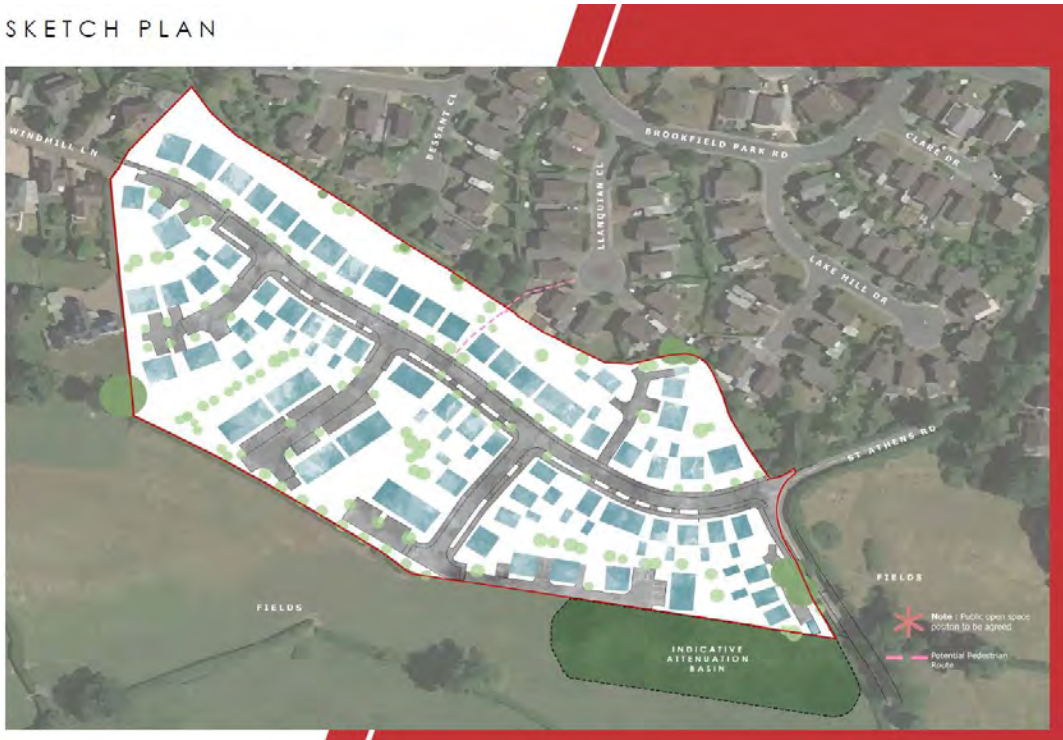 SKETCH PLAN
WINDMILL LN
BESSANT CL
BROOKFIELD PARK RD
CLARE DR
LLANQUIAN CL
LAKE HILL DR
ST ATHENS RD
FIELDS
FIELDS
Note : Public open space
positon to be agreed
Potential Pedestrian
Route
INDICATIVE
ATTENUATION
BASIN